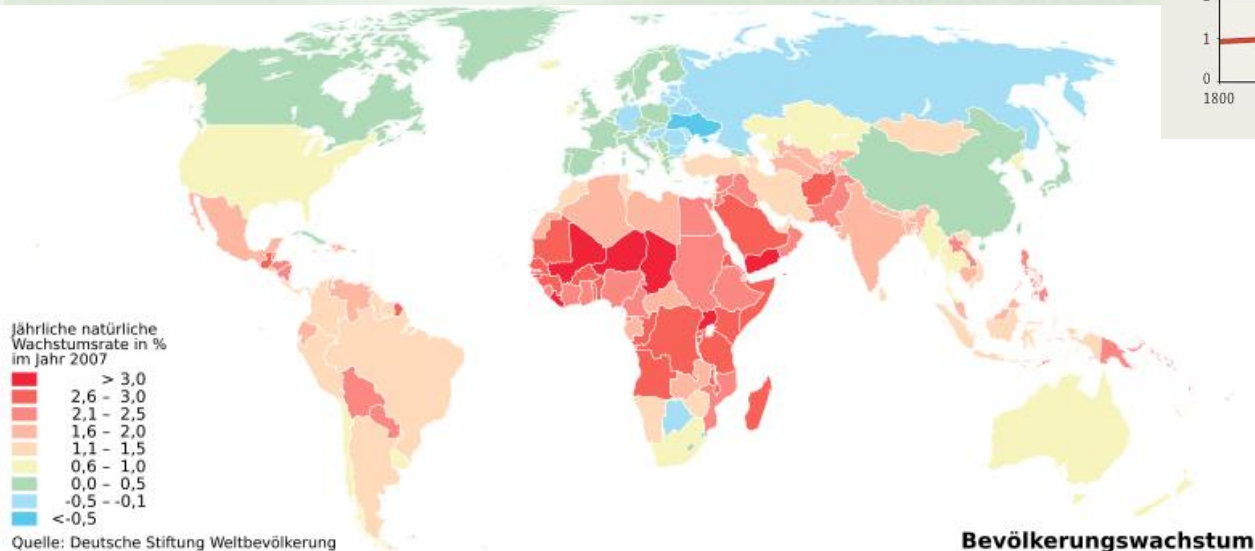 1
0
1800
Jährliche natürliche
Wachstumsrate in %
im Jahr 2007
> 3,0
2,6 – 3,0
2,1 – 2,5
1,6 – 2,0
1,1 – 1,5
0,6 – 1,0
0,0 – 0,5
-0,5 – -0,1
<-0,5
Quelle: Deutsche Stiftung Weltbevölkerung
Bevölkerungswachstum